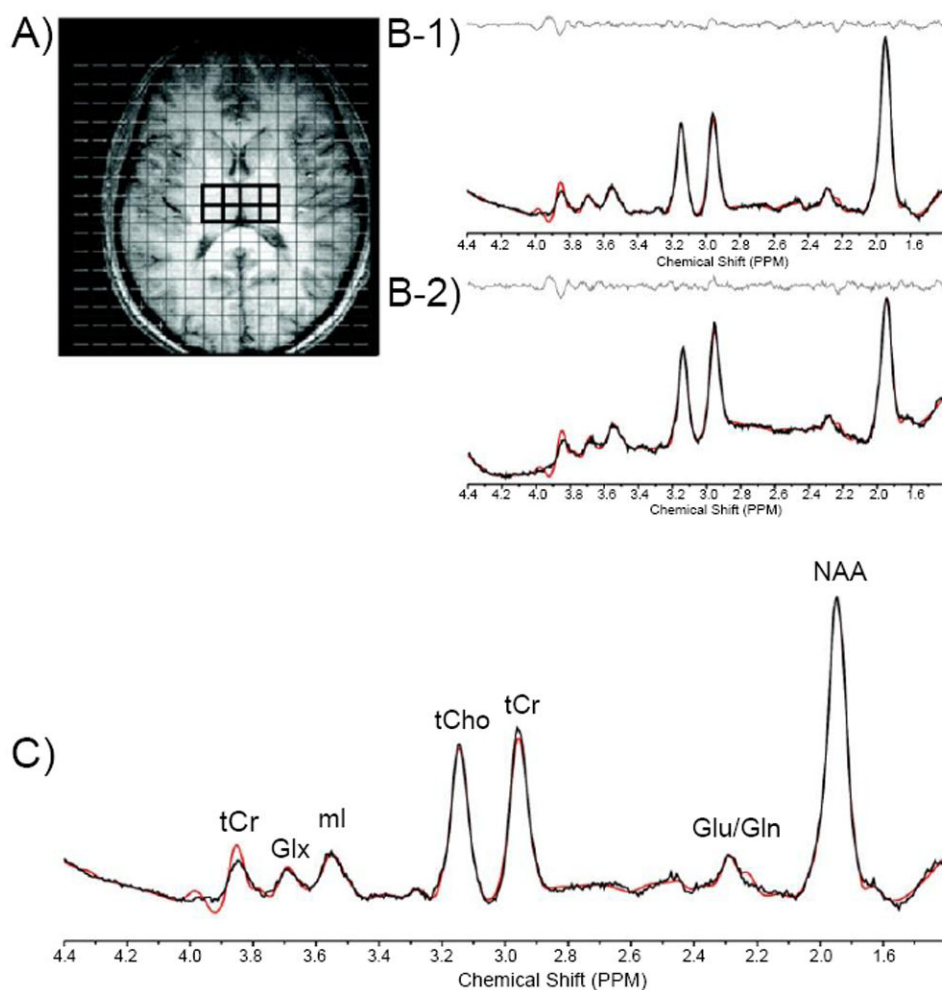 A)
B-1)
4.4 4.0 3.8 3.6 3.4 3.2 3.0 2.8 2.6 2.4 2.2 2.0 1.6
Chemical Shift (PPM)
B-2)
4.4 4.0 3.8 3.6 3.4 3.2 3.0 2.8 2.6 2.4 2.2 2.0 1.6
Chemical Shift (PPM)
C)
NAA
tCho
tCr
tCr
Glx
mI
Glu/Gln
4.4 4.2 4.0 3.8 3.6 3.4 3.2 3.0 2.8 2.6 2.4 2.2 2.0 1.6
Chemical Shift (PPM)